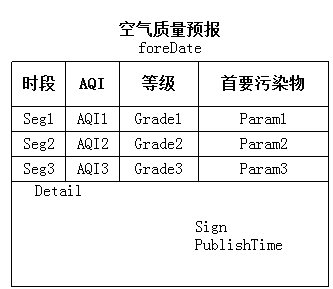 空气质量预报
foreDate
时段 AQI 等级 首要污染物
Seg1 AQI1 Grade1 Param1
Seg2 AQI2 Grade2 Param2
Seg3 AQI3 Grade3 Param3
Detail
Sign
PublishTime